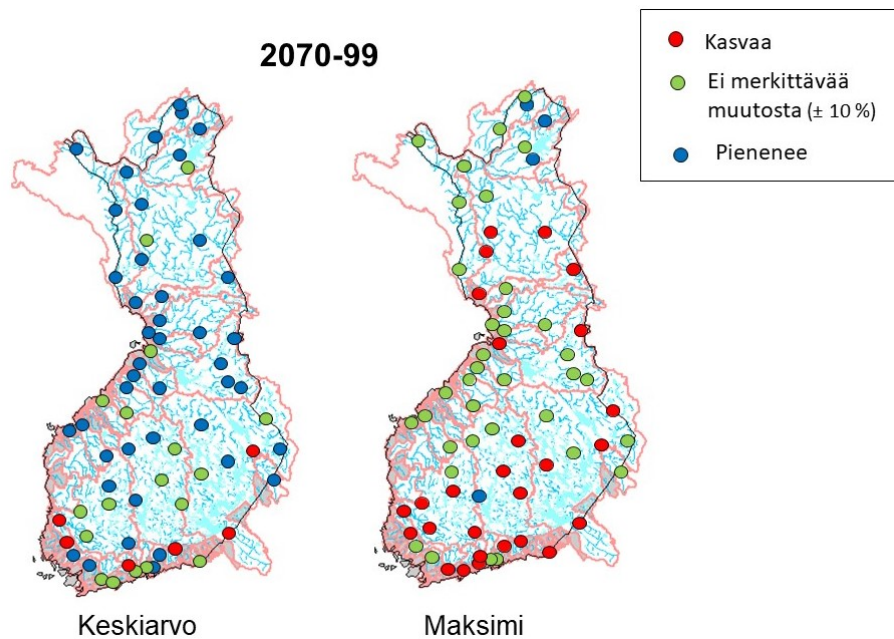 2070-99
Kasvaa
Ei merkittävää
muutosta (± 10 %)
Pienenee
Keskiarvo
Maksimi